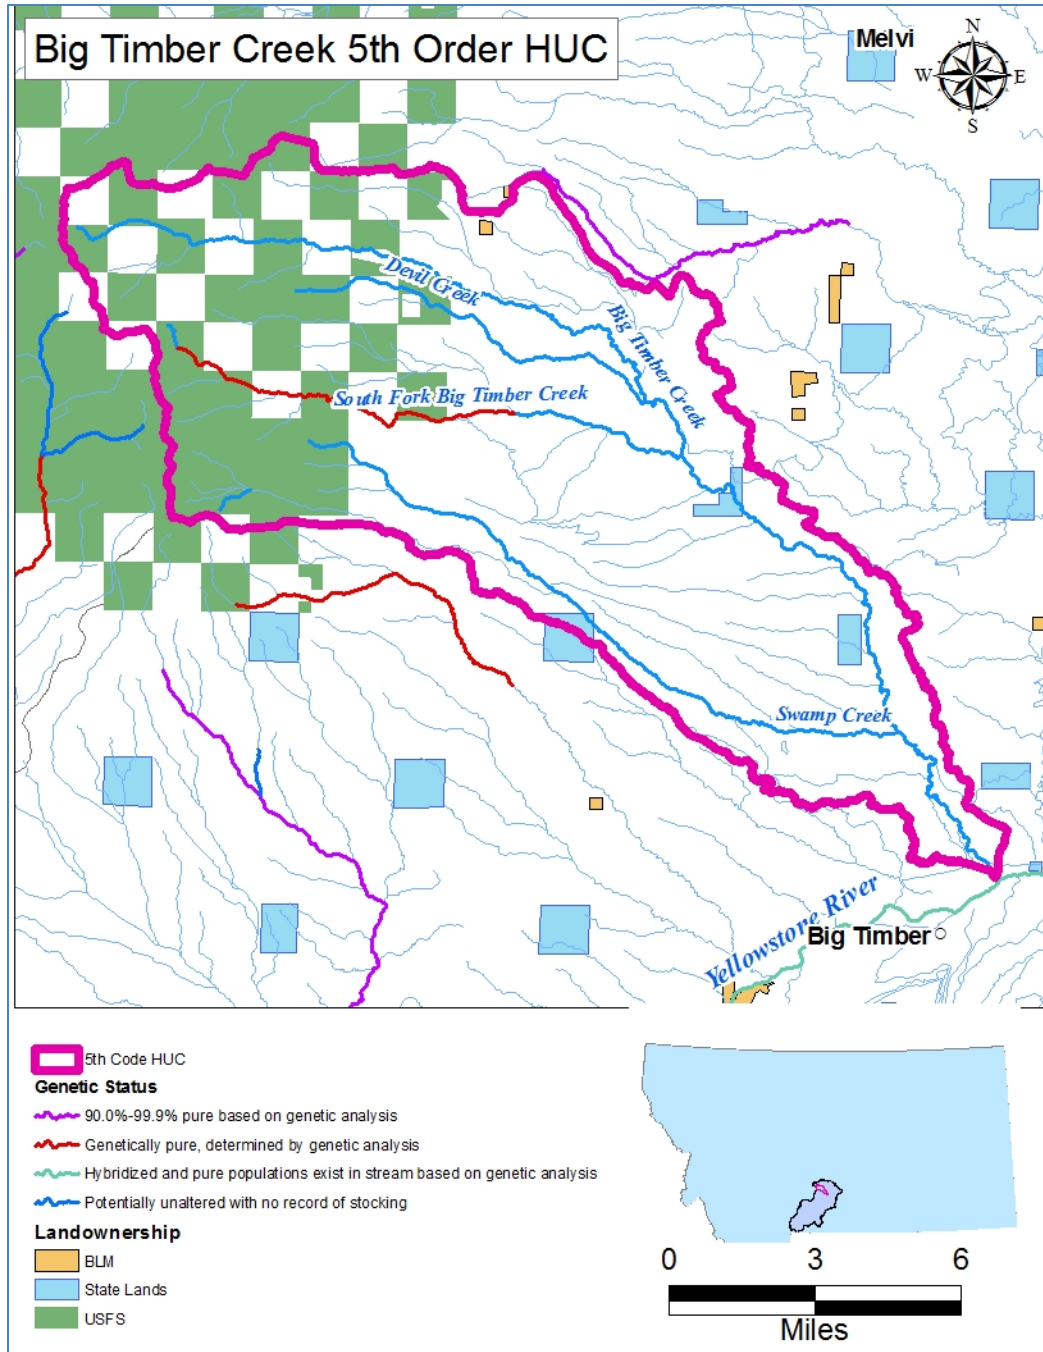 Big Timber Creek 5th Order HUC
Melvi
N
W
E
S
Devil Creek
Big Timber Creek
South Fork Big Timber Creek
Swamp Creek
Yellowstore River
Big Timber
5th Code HUC
Genetic Status
90.0%-99.9% pure based on genetic analysis
Genetically pure, determined by genetic analysis
Hybridized and pure populations exist in stream based on genetic analysis
Potentially unaltered with no record of stocking
Landownership
BLM
State Lands
USFS
0 3 6
Miles